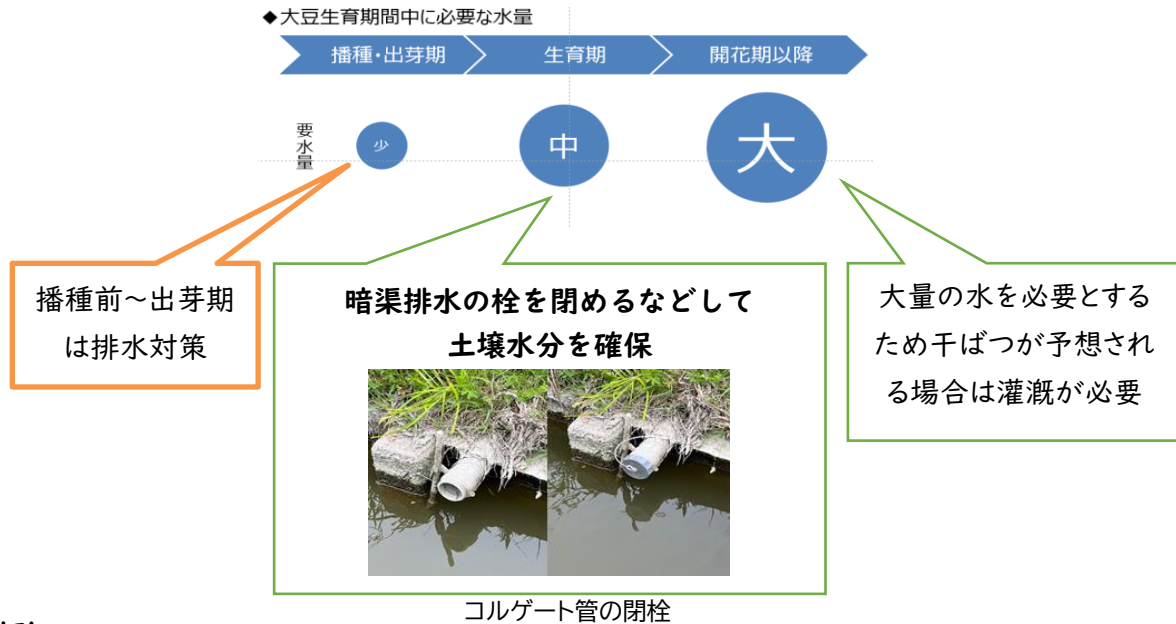 ◆大豆生育期間中に必要な水量
播種・出芽期
生育期
開花期以降
要水量
少
中
大
播種前～出芽期
は排水対策
暗渠排水の栓を閉めるなどして
土壌水分を確保
大量の水を必要とする
ため干ばつが予想され
る場合は灌漑が必要
コルゲート管の閉栓